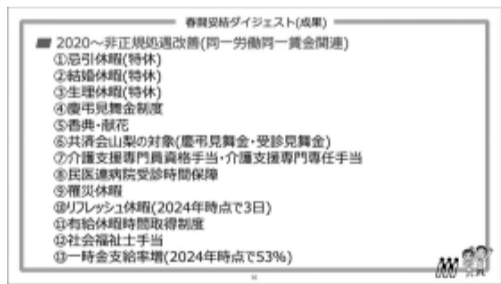 春闘妥結ダイジェスト(成果)
2020～非正規処遇改善(同一労働同一賃金関連)
①忌引休暇(特休)
②結婚休暇(特休)
③生理休暇(特休)
④慶弔見舞金制度
⑤香典・献花
⑥共済会山梨の対象(慶弔見舞金・受診見舞金)
⑦介護支援専門員資格手当・介護支援専門専任手当
⑧民医連病院受診時間保障
⑨罹災休暇
⑩リフレッシュ休暇(2024年時点で3日)
⑪有給休暇時間取得制度
⑫社会福祉士手当
⑬一時金支給率増(2024年時点で53%)